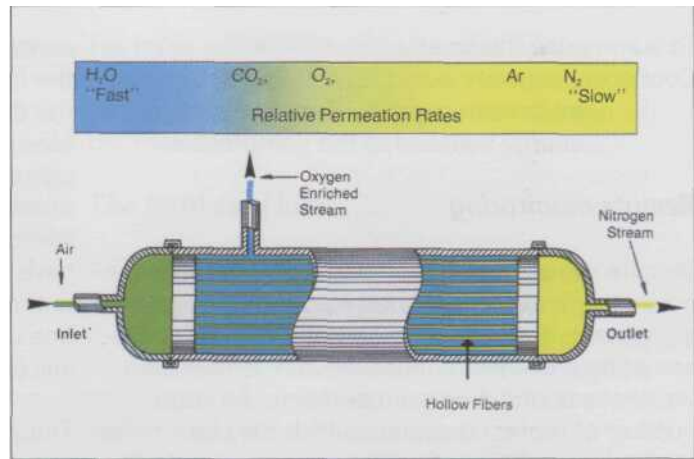 H₂O CO₂, O₂, Ar N₂
"Fast" "Slow"
Relative Permeation Rates
Oxygen
Enriched
Stream
Nitrogen
Stream
Air
Inlet
Outlet
Hollow Fibers